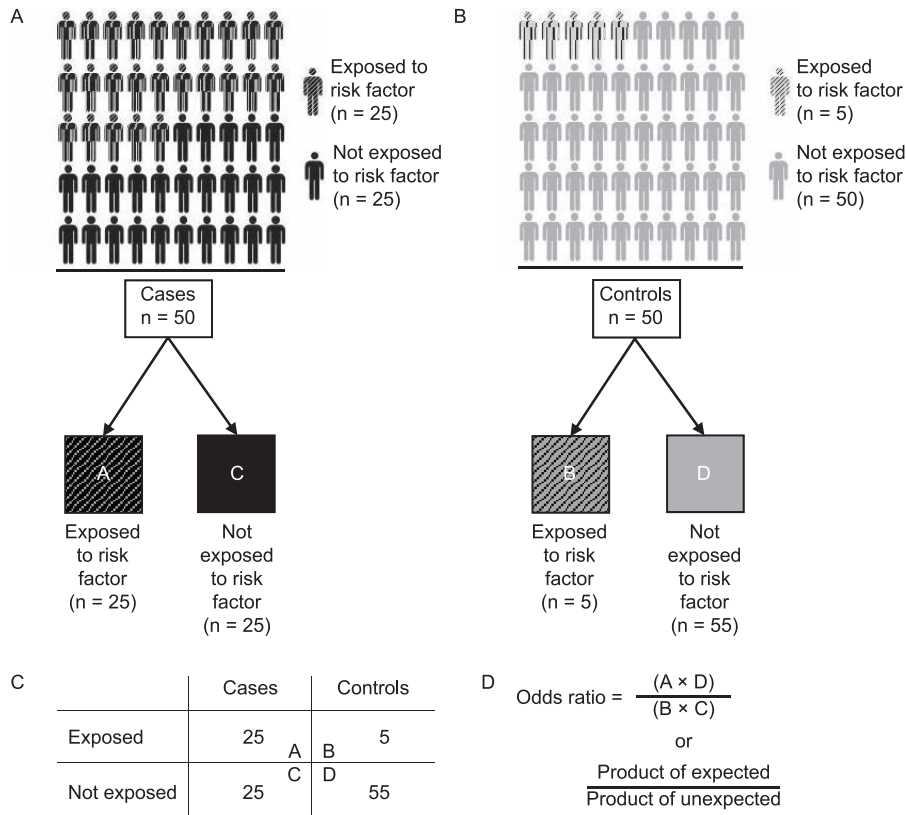 A
Exposed to
risk factor
(n = 25)
Not exposed
to risk factor
(n = 25)
Cases
n = 50
A
C
Exposed
to risk
factor
(n = 25)
Not
exposed
to risk
factor
(n = 25)
B
Exposed
to risk factor
(n = 5)
Not exposed
to risk factor
(n = 50)
Controls
n = 50
B
D
Exposed
to risk
factor
(n = 5)
Not
exposed
to risk
factor
(n = 55)
C
Cases Controls
Exposed 25 5
A B
C D
Not exposed 25 55
D
Odds ratio = (A × D)
(B × C)
or
Product of expected
Product of unexpected